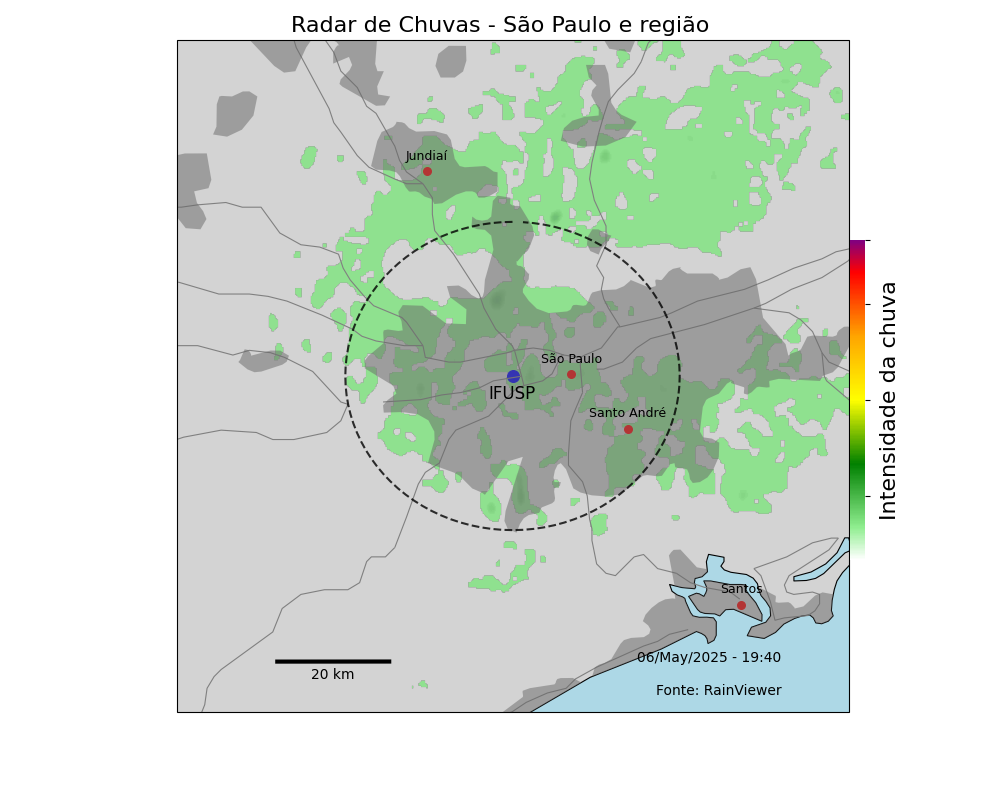 Radar de Chuvas - São Paulo e região
Jundiaí
São Paulo
IFUSP
Santo André
Santos
20 km
06/May/2025 - 19:40
Fonte: RainViewer
Intensidade da chuva